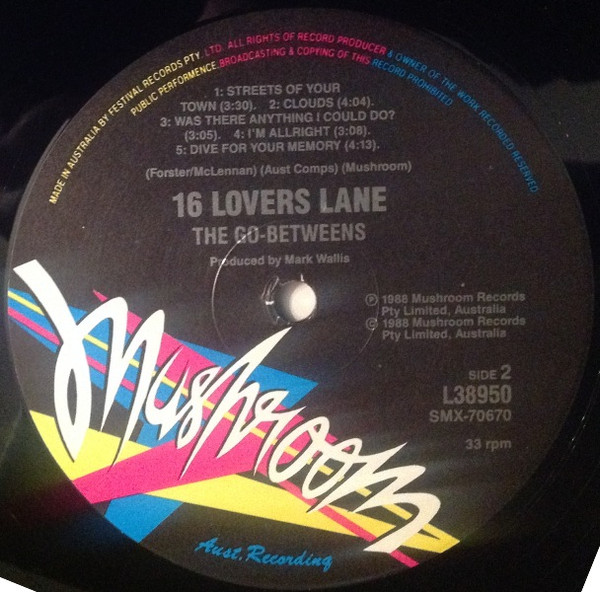 MADE IN AUSTRALIA BY FESTIVAL RECORDS PTY. LTD. ALL RIGHTS OF RECORD PRODUCER & OWNER OF THE WORK RECORDED RESERVED
PUBLIC PERFORMENCE, BROADCASTING & COPYING OF THIS RECORD PROHIBITED
1: STREETS OF YOUR
TOWN (3:30). 2: CLOUDS (4:04).
3: WAS THERE ANYTHING I COULD DO?
(3:05). 4: I'M ALLRIGHT (3:08).
5: DIVE FOR YOUR MEMORY (4:13).
(Forster/McLennan) (Aust Comps) (Mushroom)
16 LOVERS LANE
THE GO-BETWEENS
Produced by Mark Wallis
℗ 1988 Mushroom Records
Pty Limited, Australia
© 1988 Mushroom Records
Pty Limited, Australia
SIDE 2
L38950
SMX-70670
33 rpm
Mushroom
Aust. Recording